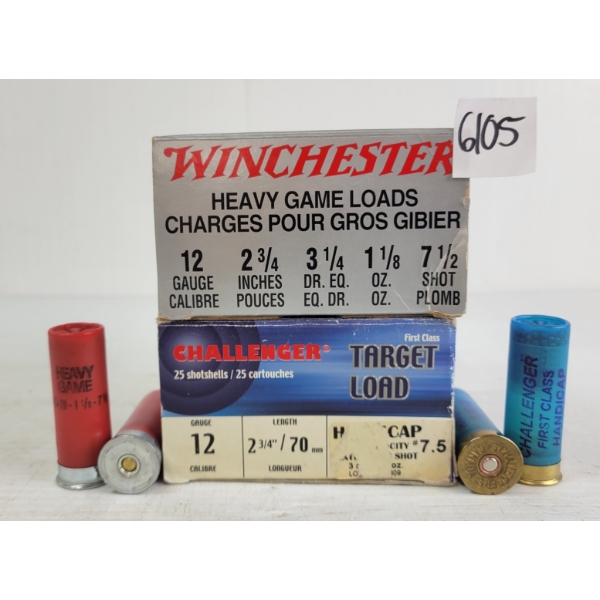 6105
WINCHESTER
HEAVY GAME LOADS
CHARGES POUR GROS GIBIER
12 2 3/4 3 1/4 1 1/8 7 1/2
GAUGE INCHES DR. EQ. OZ. SHOT
CALIBRE POUCES EQ. DR. OZ. PLOMB
First Class
CHALLENGER® TARGET
25 shotshells / 25 cartouches LOAD
GAUGE LENGTH
12 2 3/4"/70 mm
CALIBRE LONGUEUR
#7.5
SHOT
oz.
HEAVY
GAME
CHALLENGER
FIRST CLASS
HANDICAP